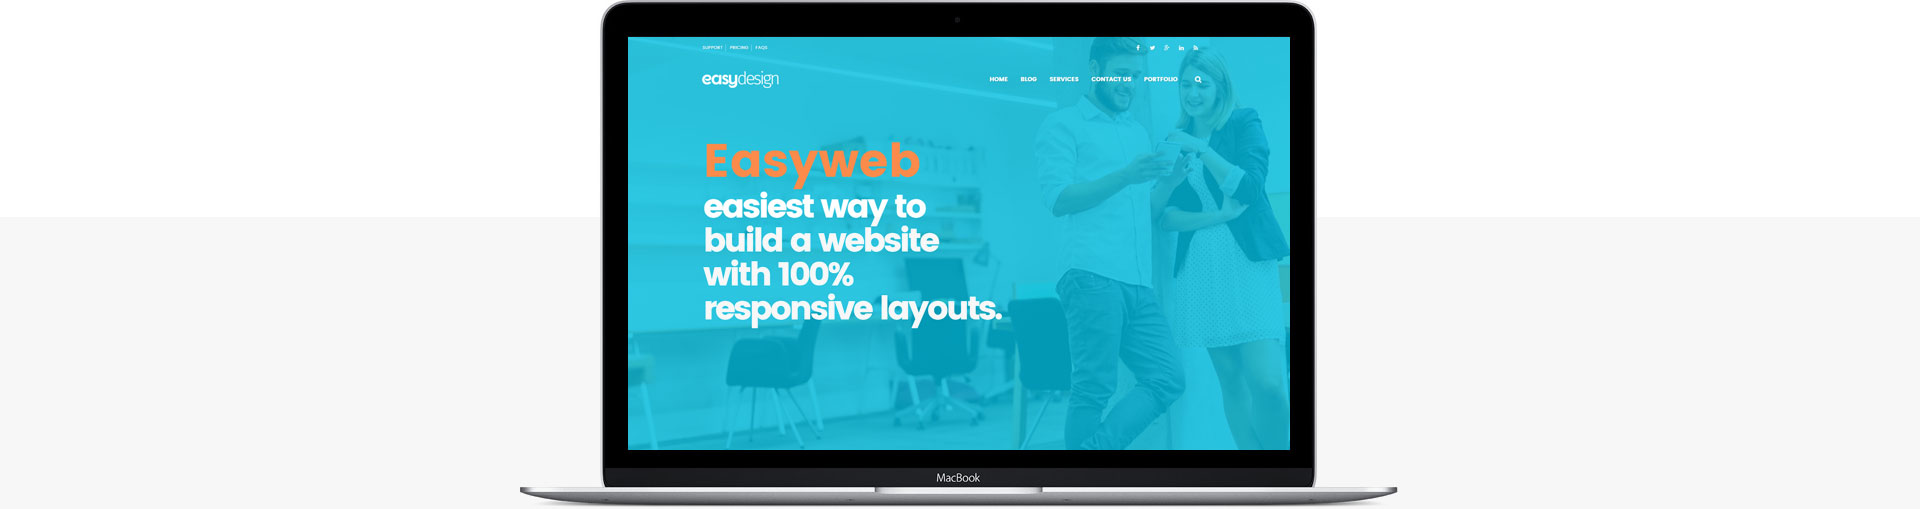 SUPPORT PRICING FAQS
easydesign
HOME BLOG SERVICES CONTACT US PORTFOLIO
Easyweb
easiest way to
build a website
with 100%
responsive layouts.
MacBook